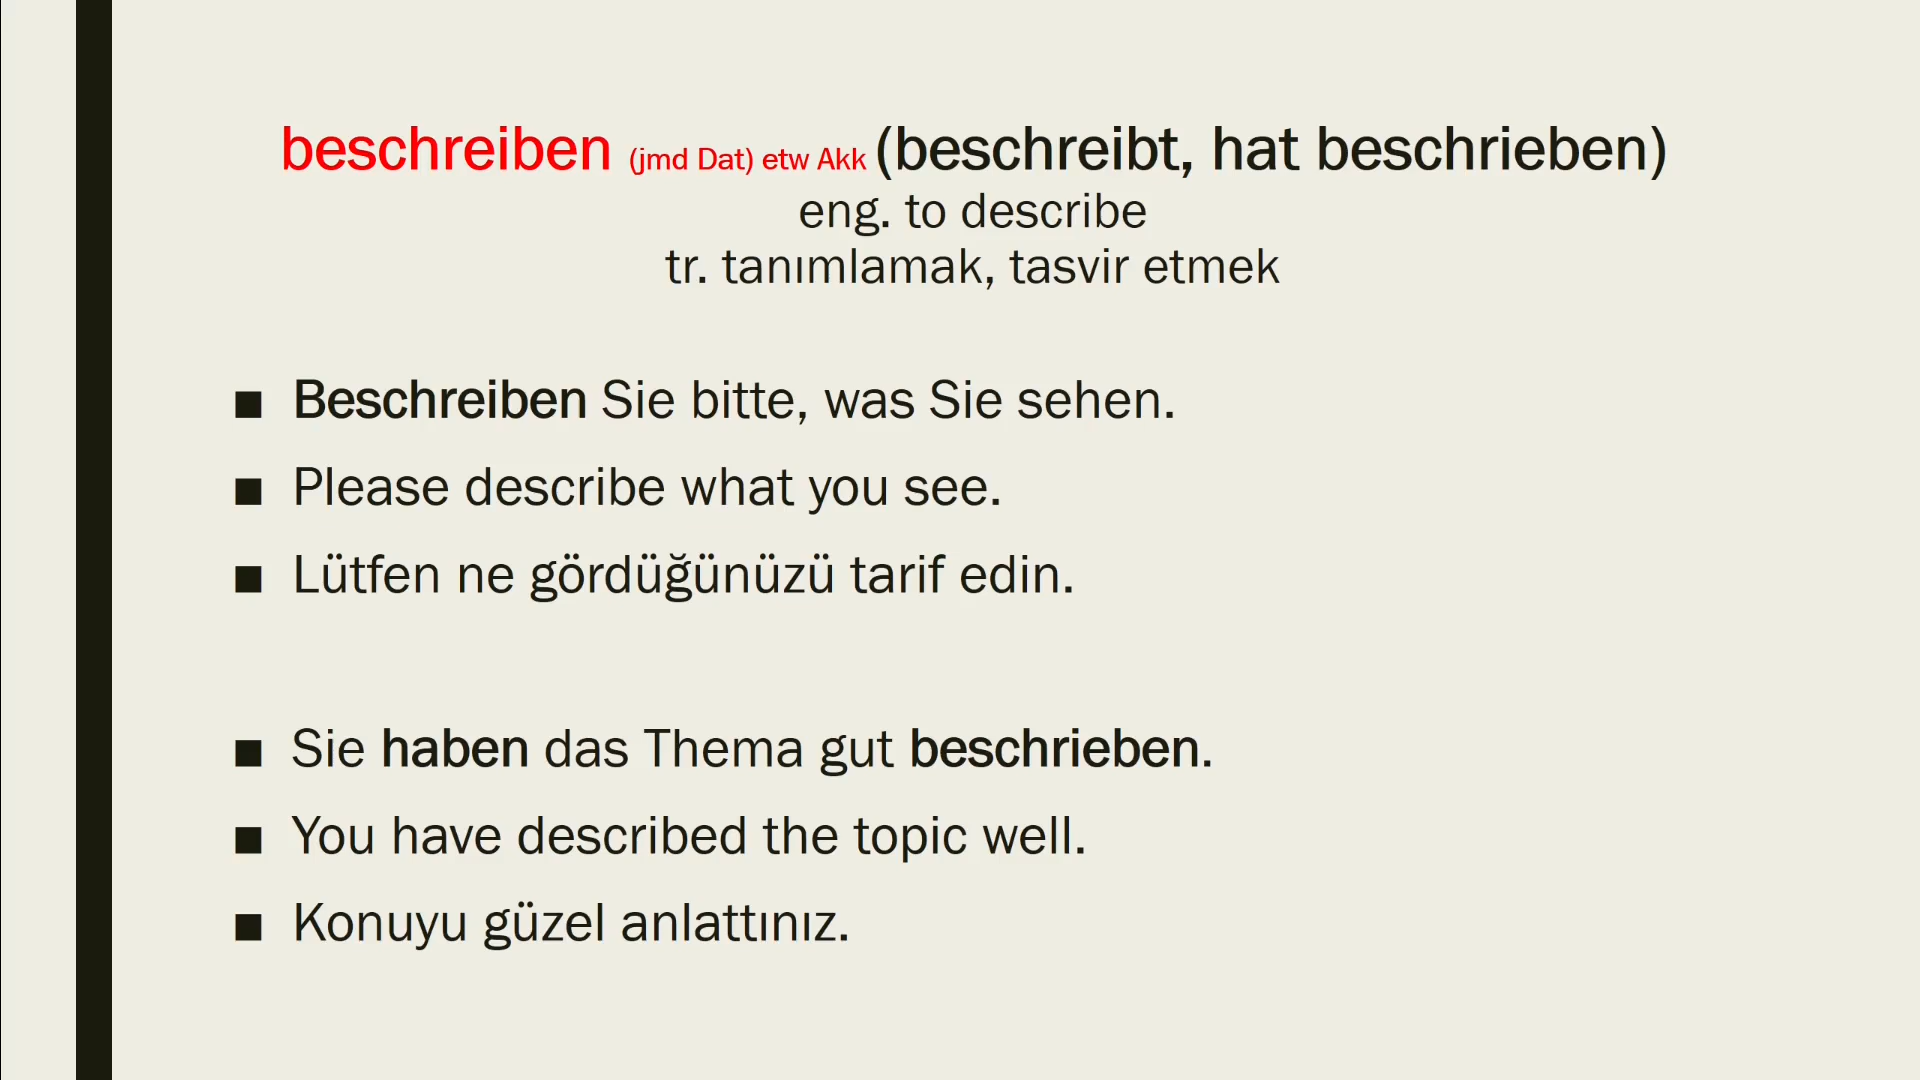 beschreiben (jmd Dat) etw Akk (beschreibt, hat beschrieben)
eng. to describe
tr. tanımlamak, tasvir etmek
■ Beschreiben Sie bitte, was Sie sehen.
■ Please describe what you see.
■ Lütfen ne gördüğünüzü tarif edin.
■ Sie haben das Thema gut beschrieben.
■ You have described the topic well.
■ Konuyu güzel anlattınız.